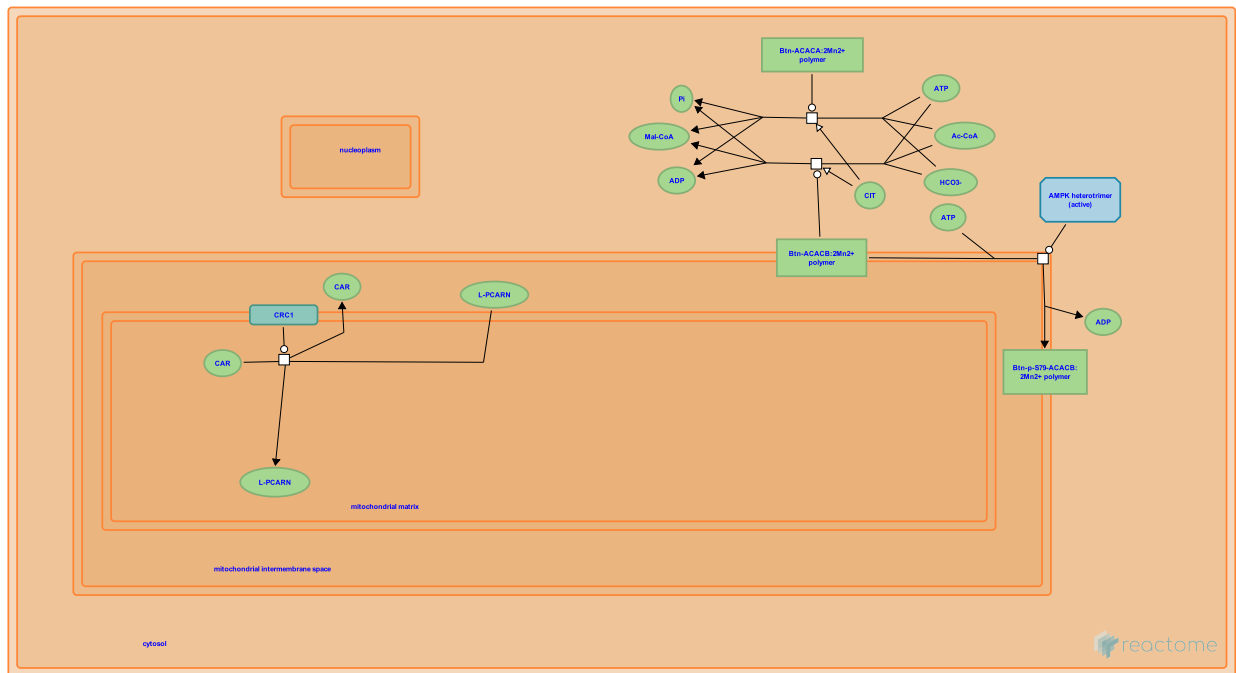 Btn-ACACA:2Mn2+
polymer
Pi
ATP
Mal-CoA
Ac-CoA
nucleoplasm
ADP
HCO3-
CIT
AMPK heterotrimer
(active)
ATP
Btn-ACACB:2Mn2+
polymer
CAR
L-PCARN
CRC1
ADP
CAR
Btn-p-S79-ACACB:
2Mn2+ polymer
L-PCARN
mitochondrial matrix
mitochondrial intermembrane space
cytosol
reactome